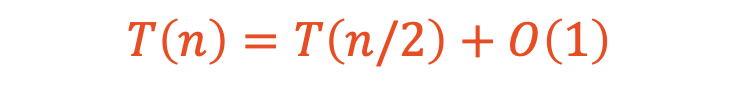 T(n) = T(n/2) + O(1)